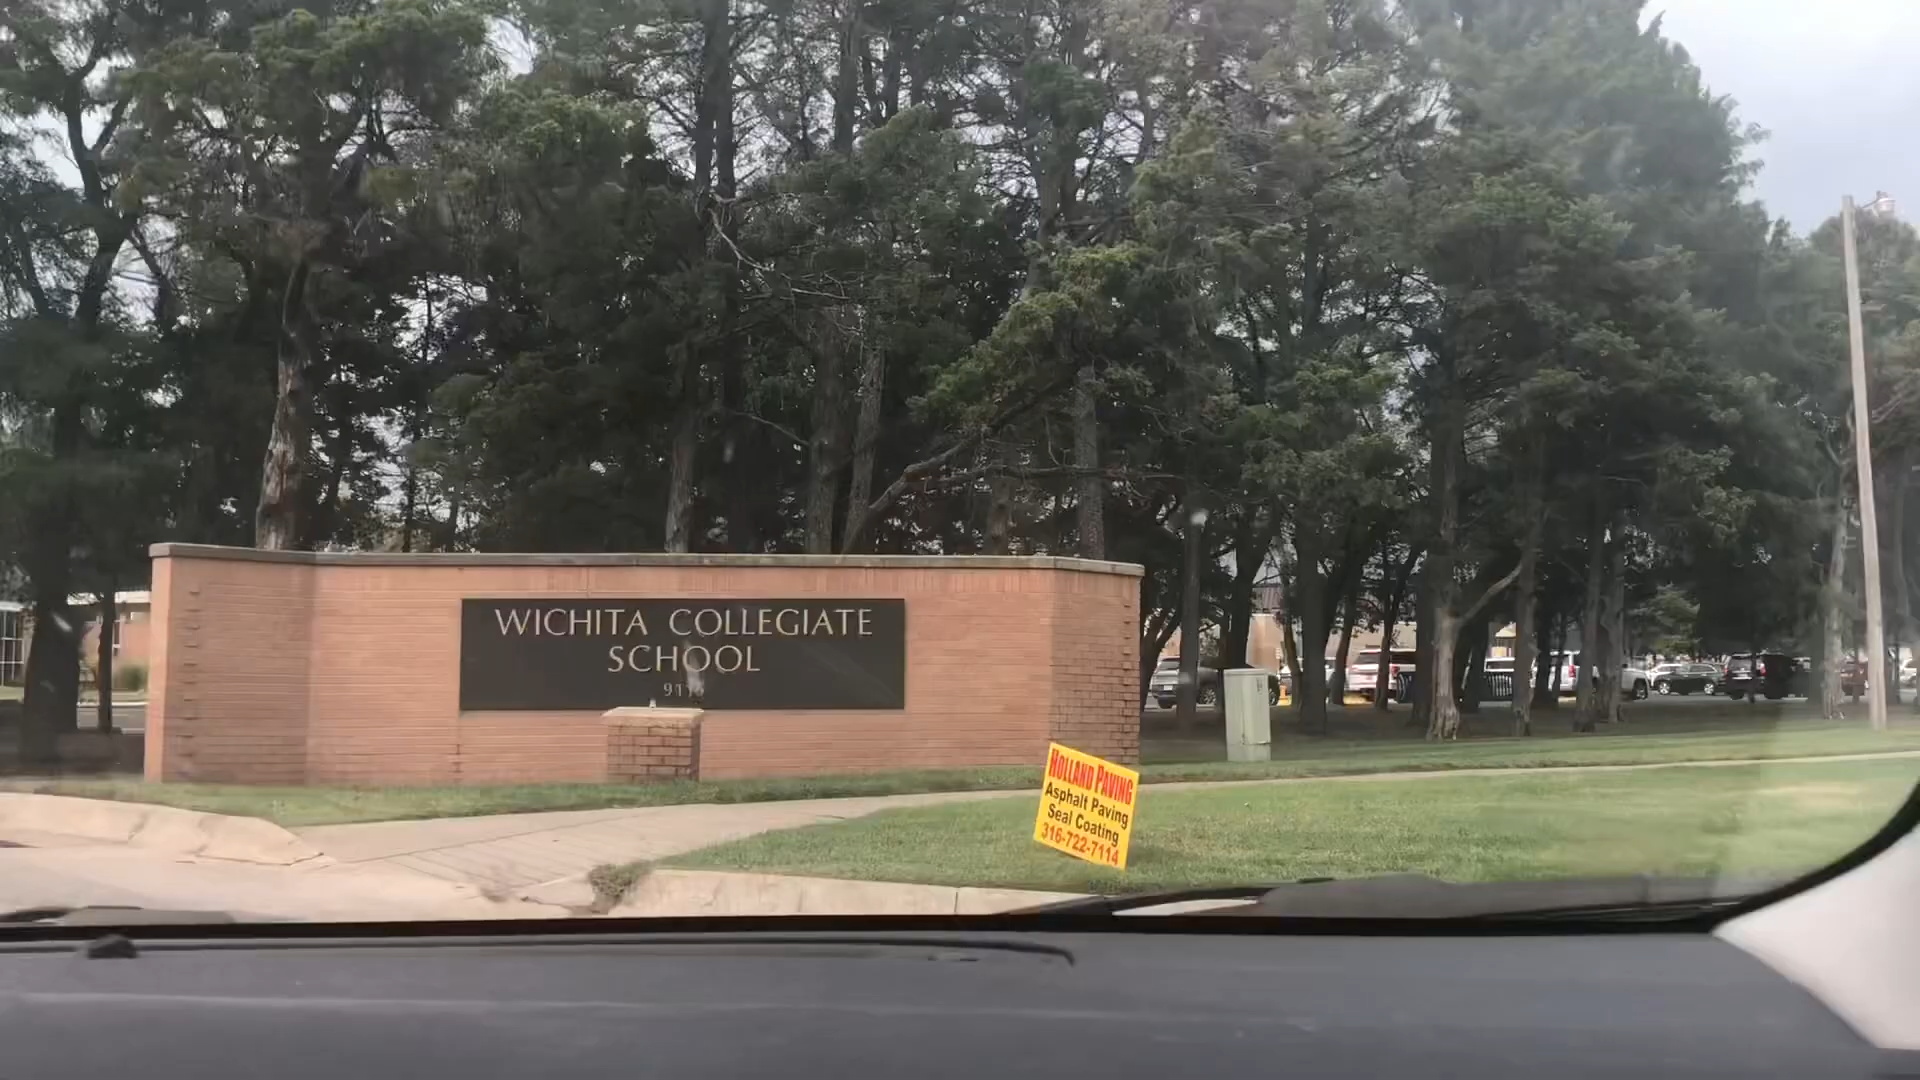 WICHITA COLLEGIATE
SCHOOL
HOLLAND PAVING
Asphalt Paving
Seal Coating
316-722-7114